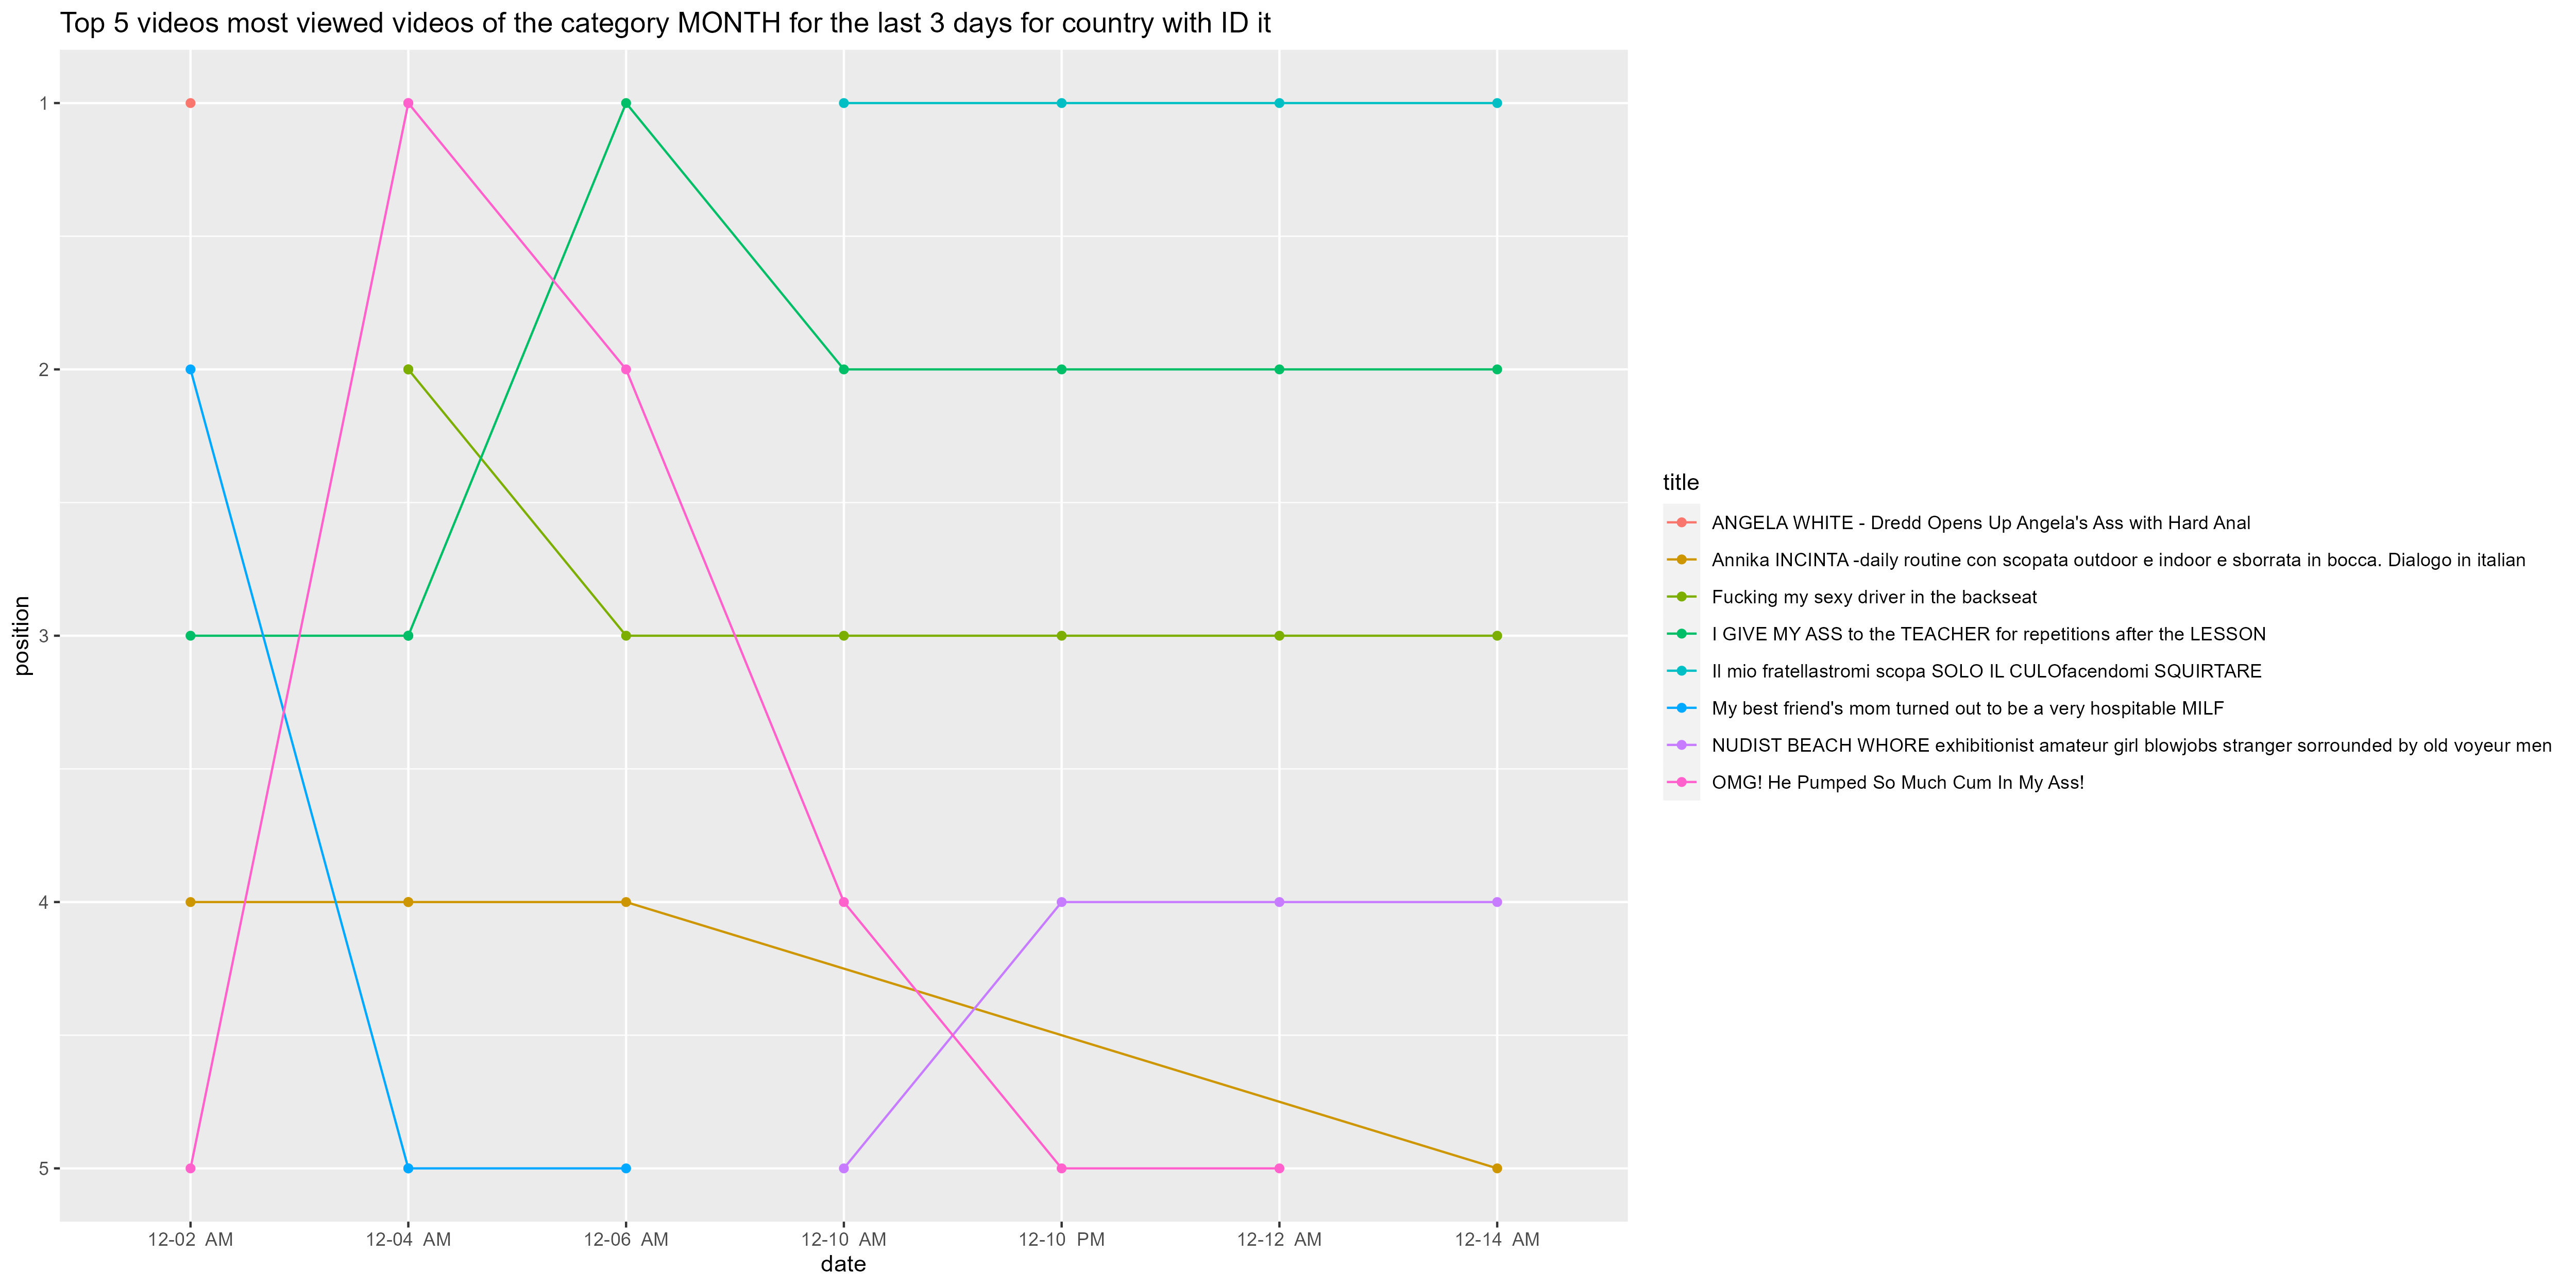 Top 5 videos most viewed videos of the category MONTH for the last 3 days for country with ID it
position
1
2
3
4
5
12-02 AM
12-04 AM
12-06 AM
12-10 AM
12-10 PM
12-12 AM
12-14 AM
date
title
ANGELA WHITE - Dredd Opens Up Angela's Ass with Hard Anal
Annika INCINTA -daily routine con scopata outdoor e indoor e sborrata in bocca. Dialogo in italian
Fucking my sexy driver in the backseat
I GIVE MY ASS to the TEACHER for repetitions after the LESSON
Il mio fratellastromi scopa SOLO IL CULOfacendomi SQUIRTARE
My best friend's mom turned out to be a very hospitable MILF
NUDIST BEACH WHORE exhibitionist amateur girl blowjobs stranger sorrounded by old voyeur men
OMG! He Pumped So Much Cum In My Ass!